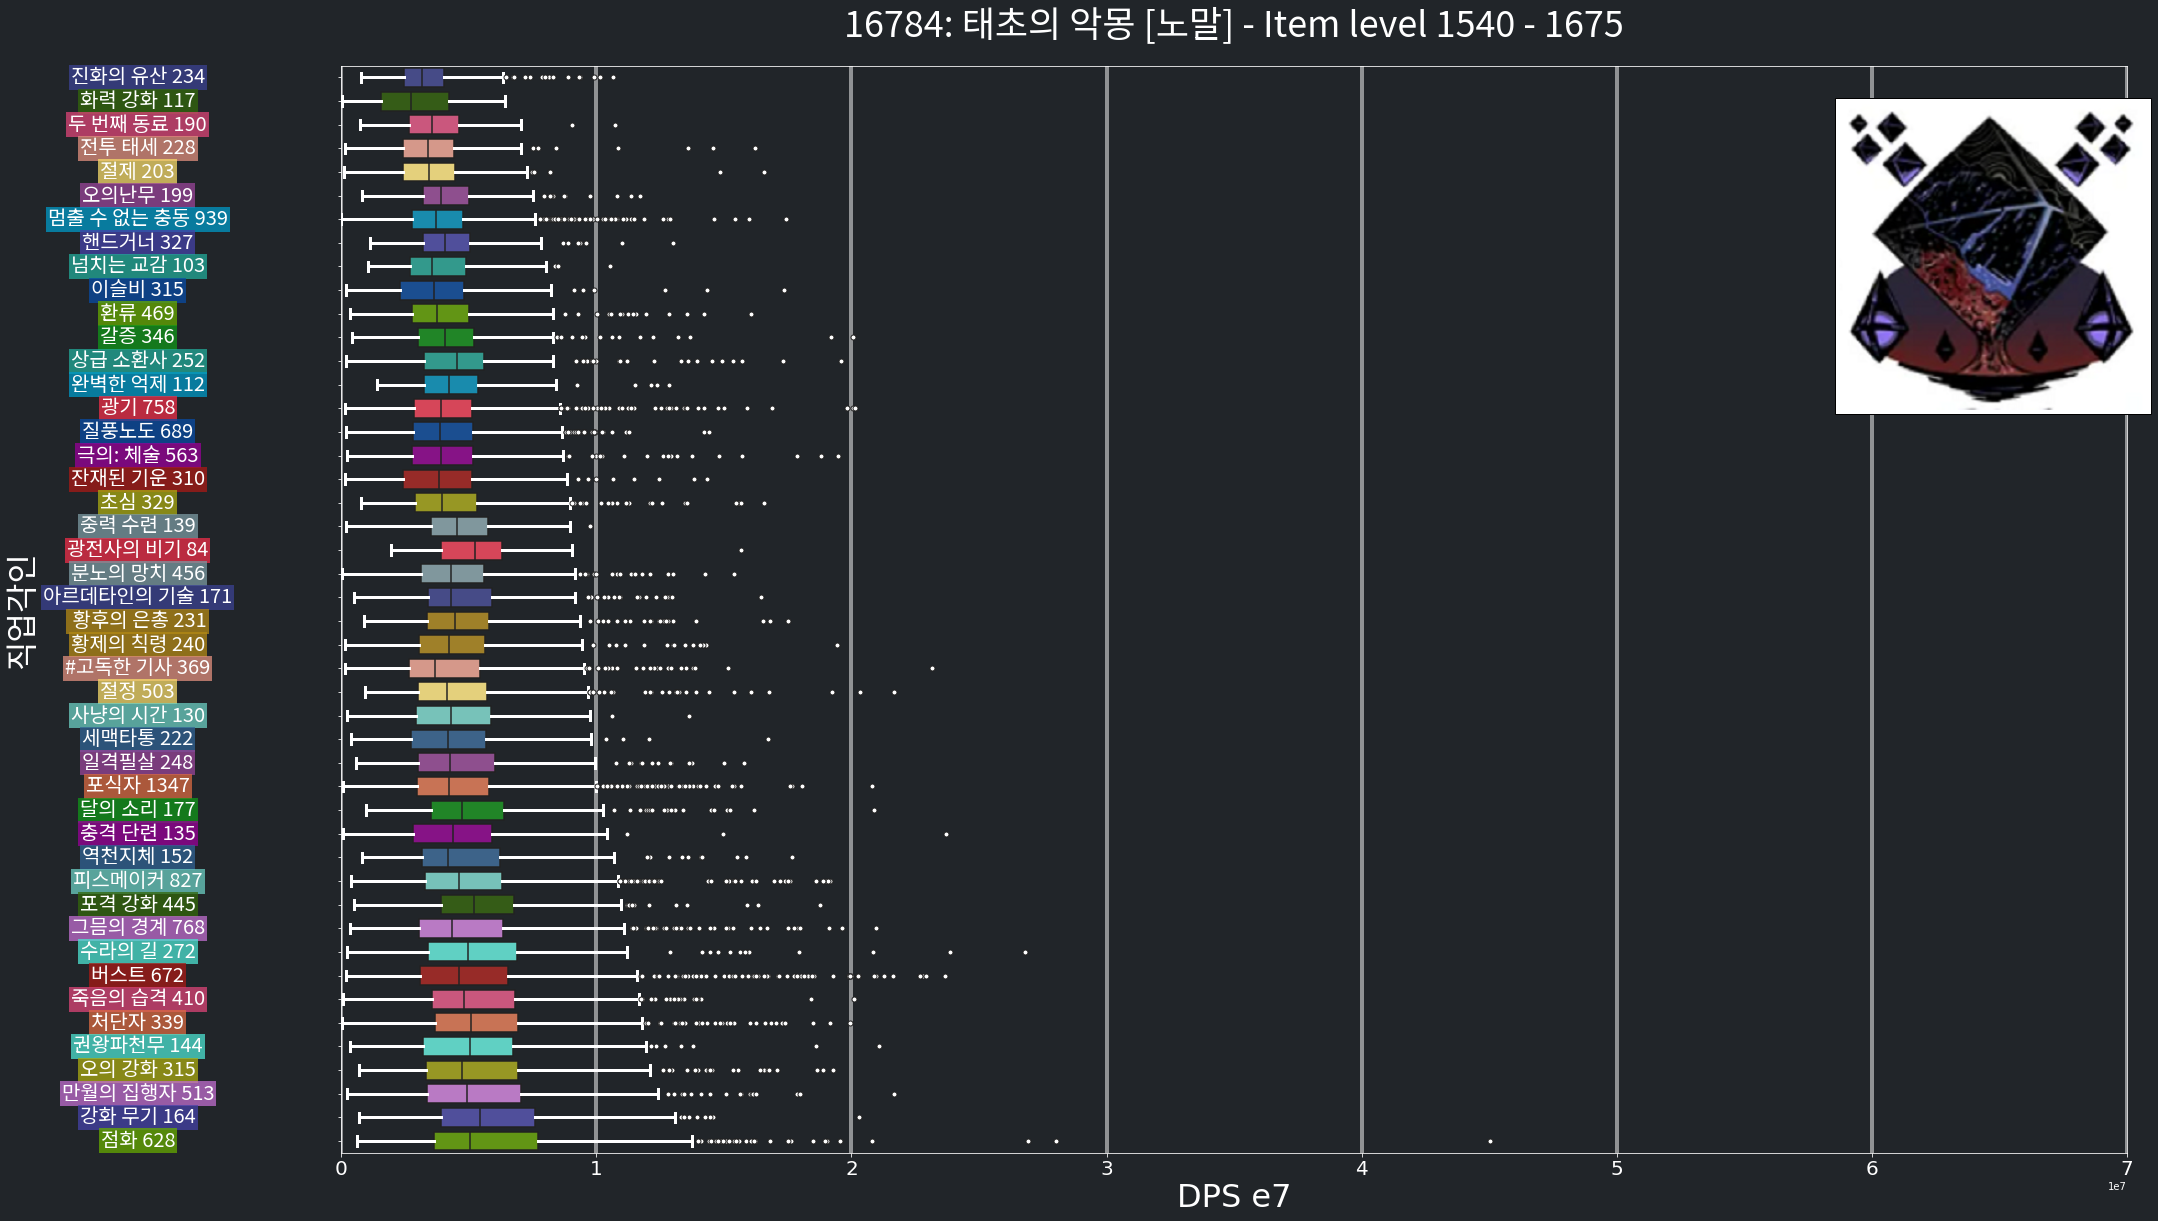 16784: 태초의 악몽 [노말] - Item level 1540 - 1675
진화의 유산 234
화력 강화 117
두 번째 동료 190
전투 태세 228
절제 203
오의난무 199
멈출 수 없는 충동 939
핸드거너 327
넘치는 교감 103
이슬비 315
환류 469
갈증 346
상급 소환사 252
완벽한 억제 112
광기 758
질풍노도 689
극의: 체술 563
잔재된 기운 310
초심 329
중력 수련 139
광전사의 비기 84
분노의 망치 456
아르데타인의 기술 171
황후의 은총 231
황제의 칙령 240
#고독한 기사 369
절정 503
사냥의 시간 130
세맥타통 222
일격필살 248
포식자 1347
달의 소리 177
충격 단련 135
역천지체 152
피스메이커 827
포격 강화 445
그믐의 경계 768
수라의 길 272
버스트 672
죽음의 습격 410
처단자 339
권왕파천무 144
오의 강화 315
만월의 집행자 513
강화 무기 164
점화 628
직업각인
0 1 2 3 4 5 6 7
1e7
DPS e7